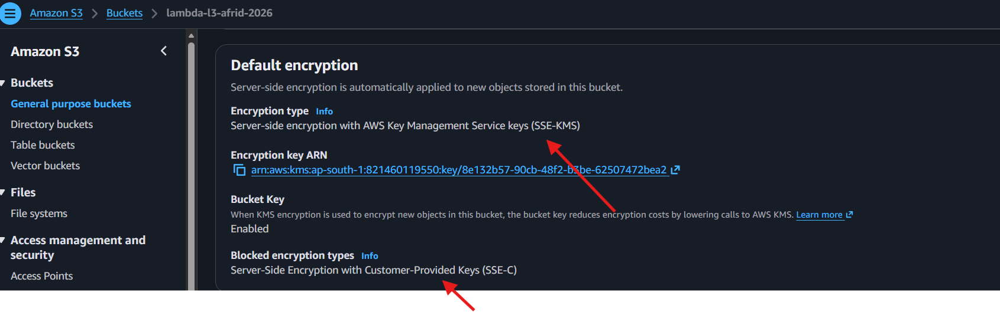 Amazon S3 > Buckets > lambda-l3-afrid-2026
Amazon S3
Buckets
General purpose buckets
Directory buckets
Table buckets
Vector buckets
Files
File systems
Access management and
security
Access Points
Default encryption
Server-side encryption is automatically applied to new objects stored in this bucket.
Encryption type Info
Server-side encryption with AWS Key Management Service keys (SSE-KMS)
Encryption key ARN
arn:aws:kms:ap-south-1:821460119550:key/8e132b57-90cb-48f2-b3be-62507472bea2
Bucket Key
When KMS encryption is used to encrypt new objects in this bucket, the bucket key reduces encryption costs by lowering calls to AWS KMS. Learn more
Enabled
Blocked encryption types Info
Server-Side Encryption with Customer-Provided Keys (SSE-C)